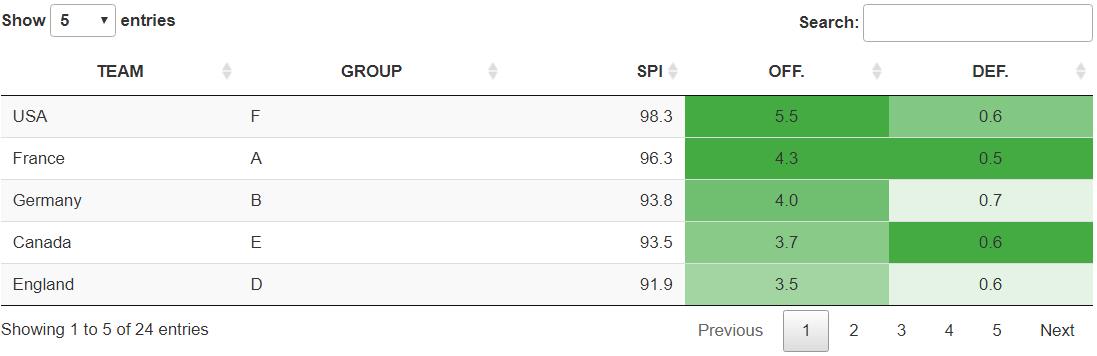 Show 5 entries Search:
TEAM GROUP SPI OFF. DEF.
USA F 98.3 5.5 0.6
France A 96.3 4.3 0.5
Germany B 93.8 4.0 0.7
Canada E 93.5 3.7 0.6
England D 91.9 3.5 0.6
Showing 1 to 5 of 24 entries Previous 1 2 3 4 5 Next